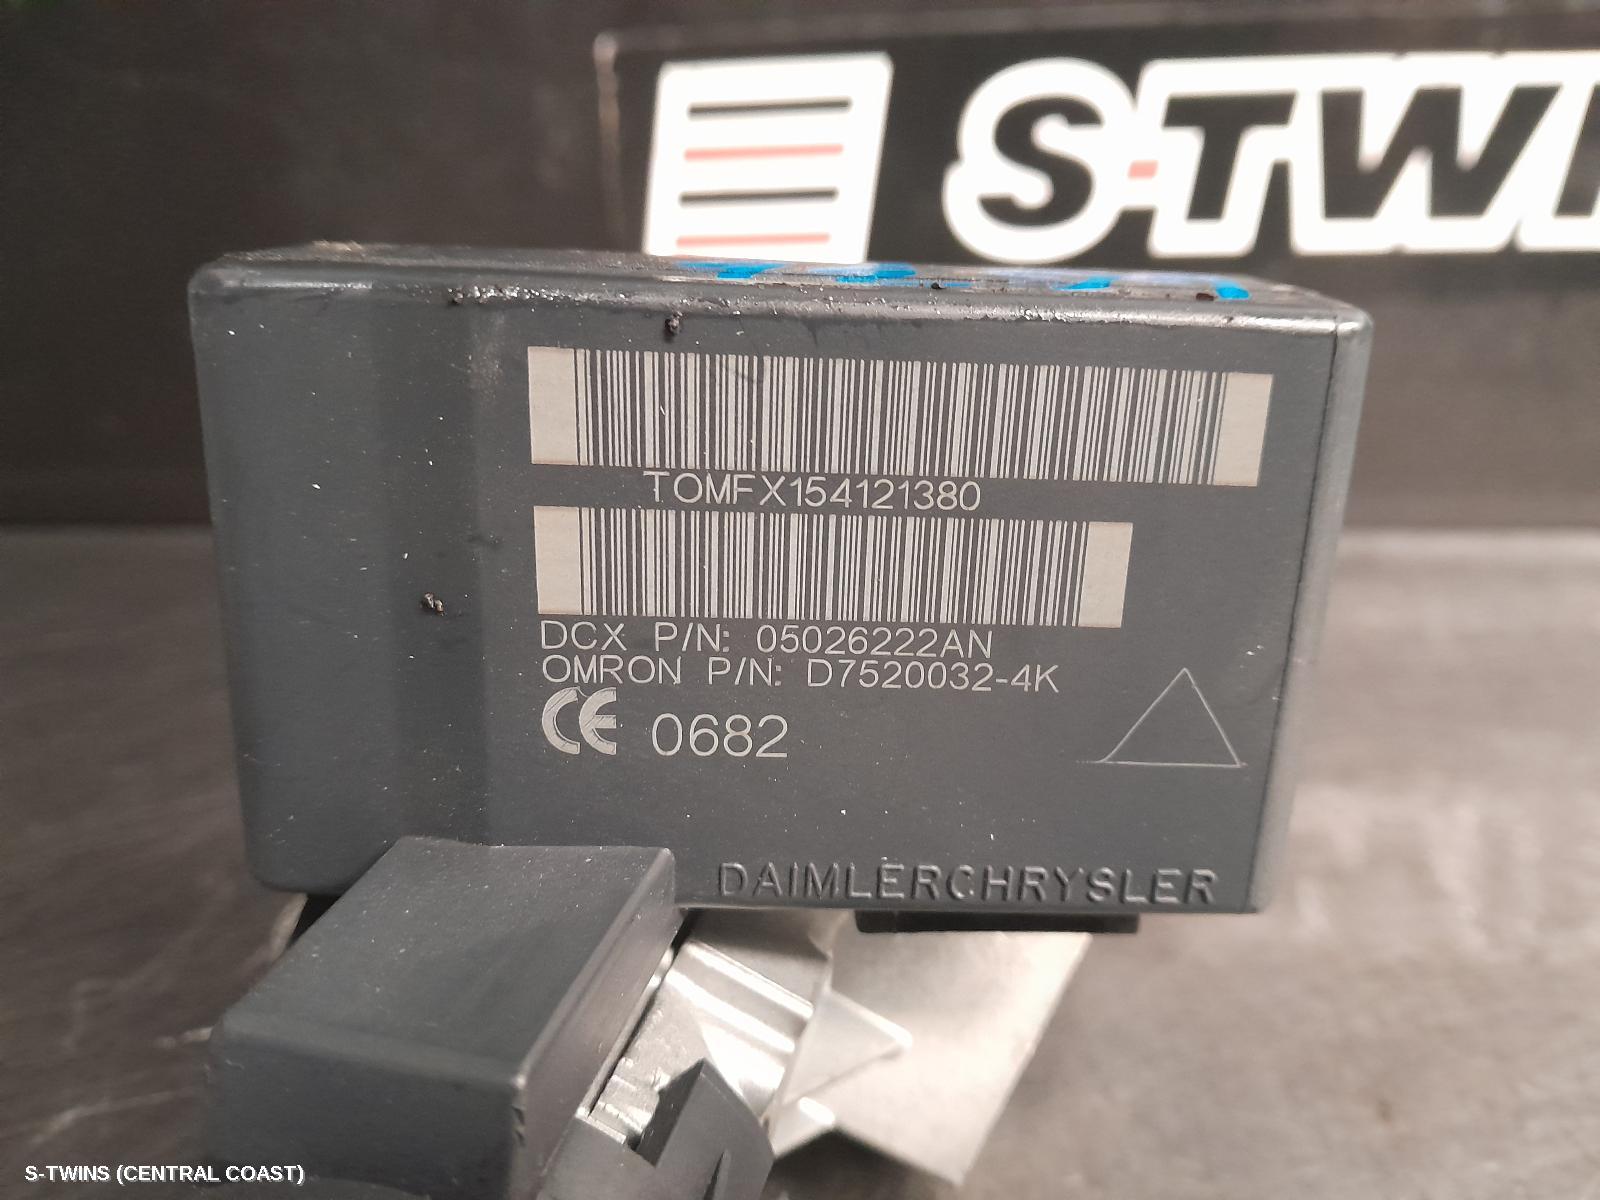 S-TWI
TOMFX154121380
DCX P/N: 05026222AN
OMRON P/N: D7520032-4K
CE 0682
DAIMLERCHRYSLER
S-TWINS (CENTRAL COAST)